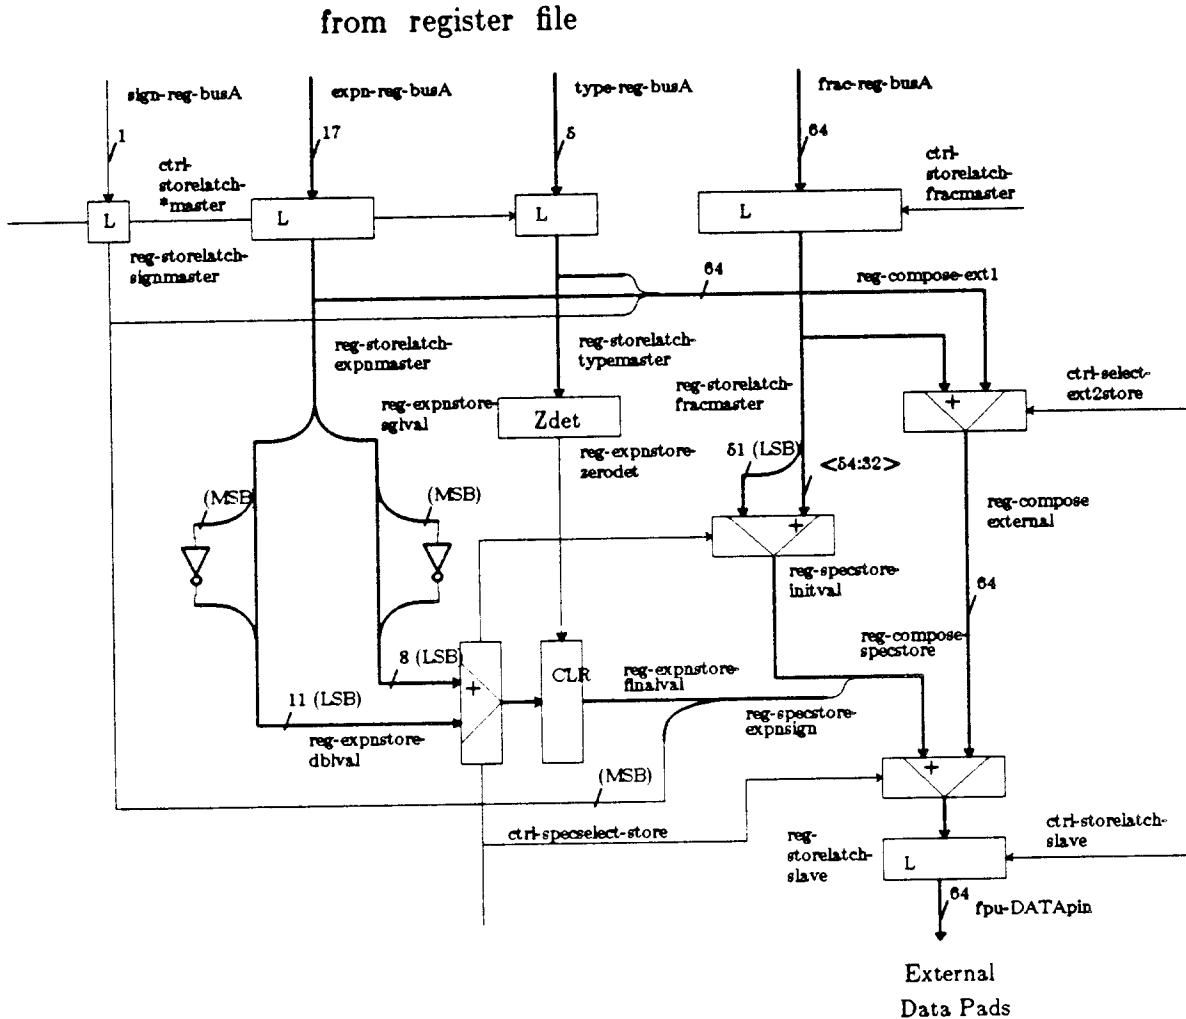 from register file
sign-reg-busA
expn-reg-busA
type-reg-busA
frac-reg-busA
1
17
5
64
ctrl-
storelatch-
*master
ctrl-
storelatch-
fracmaster
L
L
L
L
reg-storelatch-
signmaster
64
reg-compose-ext1
reg-storelatch-
expnmaster
reg-storelatch-
typemaster
reg-storelatch-
fracmaster
ctrl-select-
ext2store
+
reg-expnstore-
sglval
Zdet
reg-expnstore-
zerodet
51 (LSB)
<54:32>
(MSB
(MSB)
+
reg-compose
external
reg-specstore-
initval
64
reg-compose-
specstore
8 (LSB)
+
CLR
reg-expnstore-
finalval
11 (LSB)
reg-expnstore-
dblval
reg-specstore-
expnsign
(MSB)
+
ctrl-specselect-store
reg-
storelatch-
slave
L
ctrl-storelatch-
slave
64
fpu-DATApin
External
Data Pads